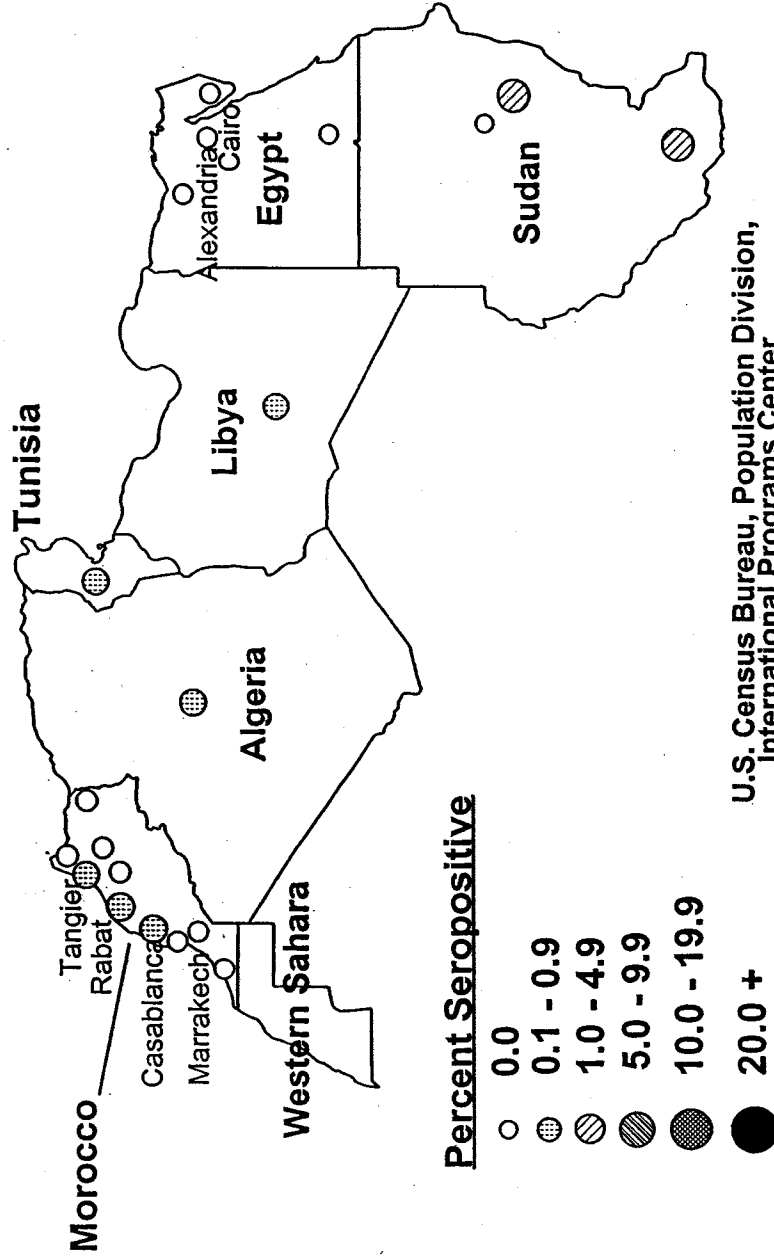 Morocco
Tangier
Rabat
Casablanca
Marrakech
Western Sahara
Algeria
Tunisia
Libya
Alexandria
Cairo
Egypt
Sudan
Percent Seropositive
0.0
0.1 - 0.9
1.0 - 4.9
5.0 - 9.9
10.0 - 19.9
20.0 +
U.S. Census Bureau, Population Division,
International Programs Center